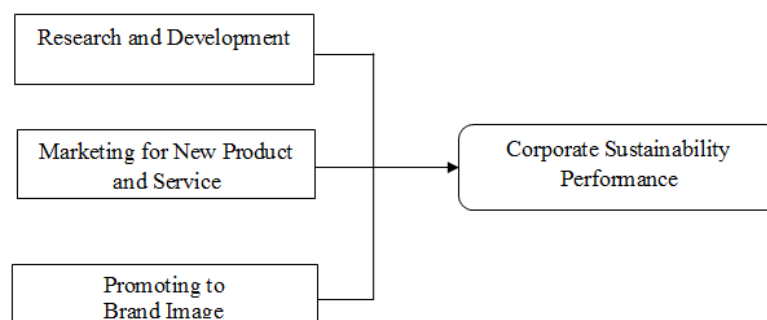 Research and Development
Marketing for New Product
and Service
Corporate Sustainability
Performance
Promoting to
Brand Image